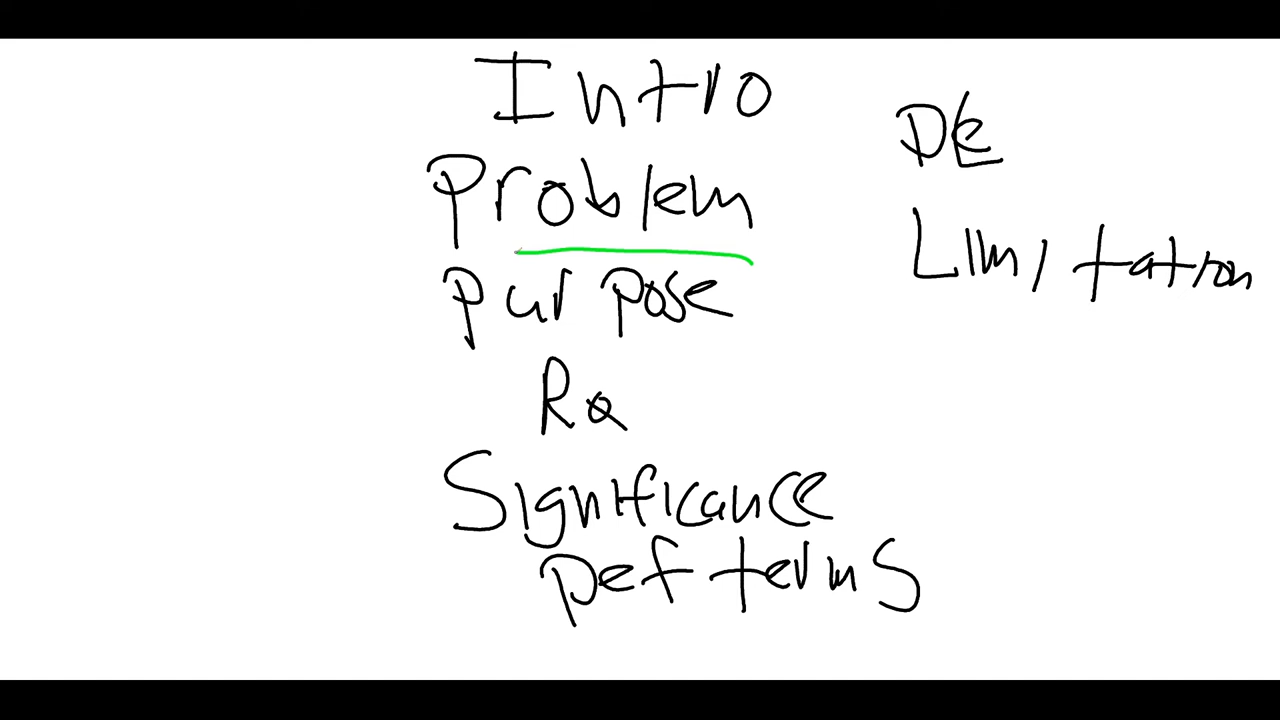 Intro
Problem
Purpose
RQ
Significance
Def terms
DE
Limitation